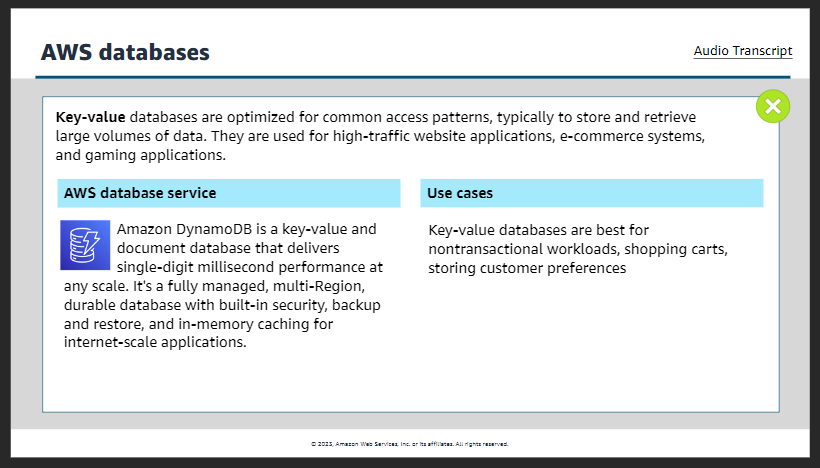 AWS databases
Audio Transcript
Key-value databases are optimized for common access patterns, typically to store and retrieve
large volumes of data. They are used for high-traffic website applications, e-commerce systems,
and gaming applications.
AWS database service
Amazon DynamoDB is a key-value and
document database that delivers
single-digit millisecond performance at
any scale. It's a fully managed, multi-Region,
durable database with built-in security, backup
and restore, and in-memory caching for
internet-scale applications.
Use cases
Key-value databases are best for
nontransactional workloads, shopping carts,
storing customer preferences
© 2023, Amazon Web Services, Inc. or its affiliates. All rights reserved.